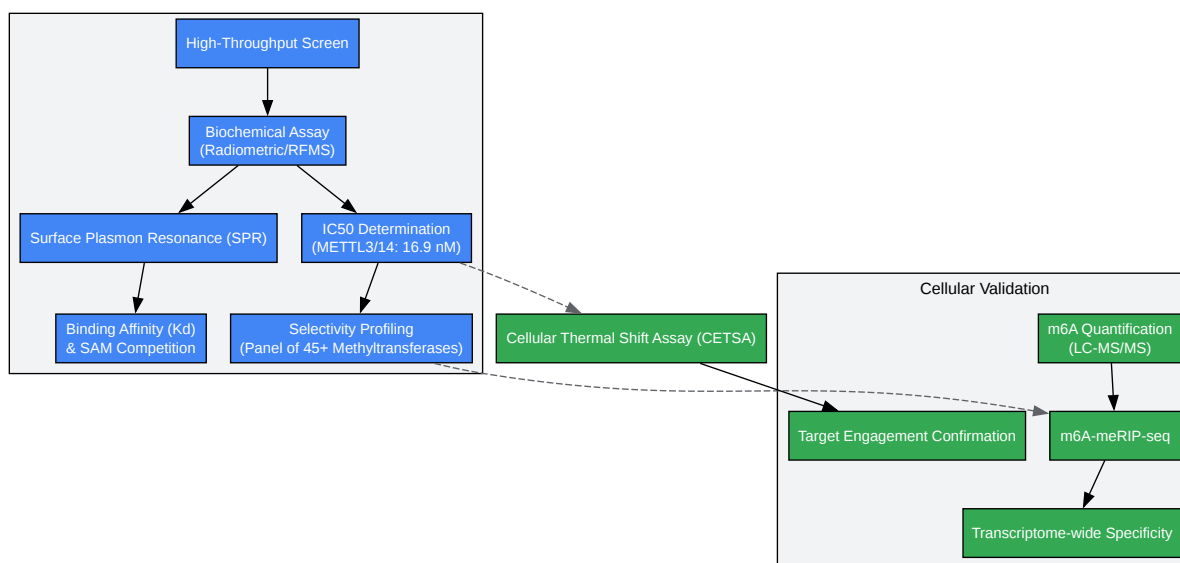 High-Throughput Screen
Biochemical Assay
(Radiometric/RFMS)
Surface Plasmon Resonance (SPR)
IC50 Determination
(METTL3/14: 16.9 nM)
Binding Affinity (Kd)
& SAM Competition
Selectivity Profiling
(Panel of 45+ Methyltransferases)
Cellular Thermal Shift Assay (CETSA)
Cellular Validation
m6A Quantification
(LC-MS/MS)
Target Engagement Confirmation
m6A-meRIP-seq
Transcriptome-wide Specificity